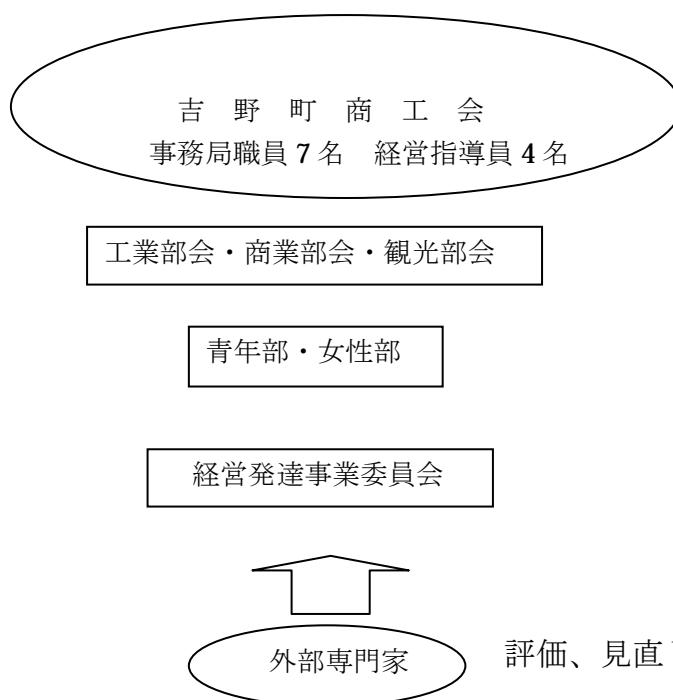 吉 野 町 商 工 会
事務局職員 7 名　経営指導員 4 名
工業部会・商業部会・観光部会
青年部・女性部
経営発達事業委員会
外部専門家
評価、見直